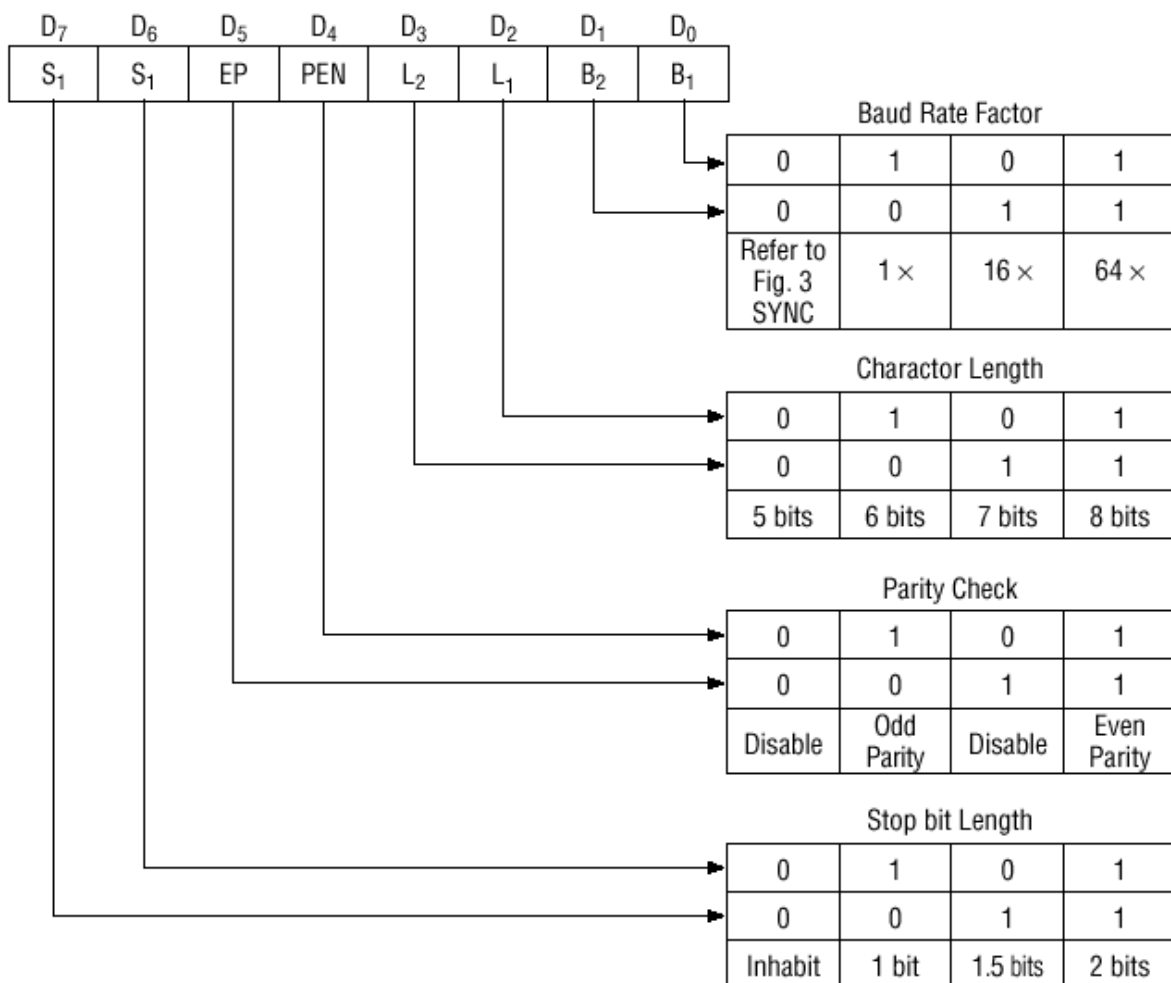 D7 D6 D5 D4 D3 D2 D1 D0
S1 S1 EP PEN L2 L1 B2 B1
Baud Rate Factor
0 1 0 1
0 0 1 1
Refer to Fig. 3 SYNC 1 × 16 × 64 ×
Charactor Length
0 1 0 1
0 0 1 1
5 bits 6 bits 7 bits 8 bits
Parity Check
0 1 0 1
0 0 1 1
Disable Odd Parity Disable Even Parity
Stop bit Length
0 1 0 1
0 0 1 1
Inhabit 1 bit 1.5 bits 2 bits